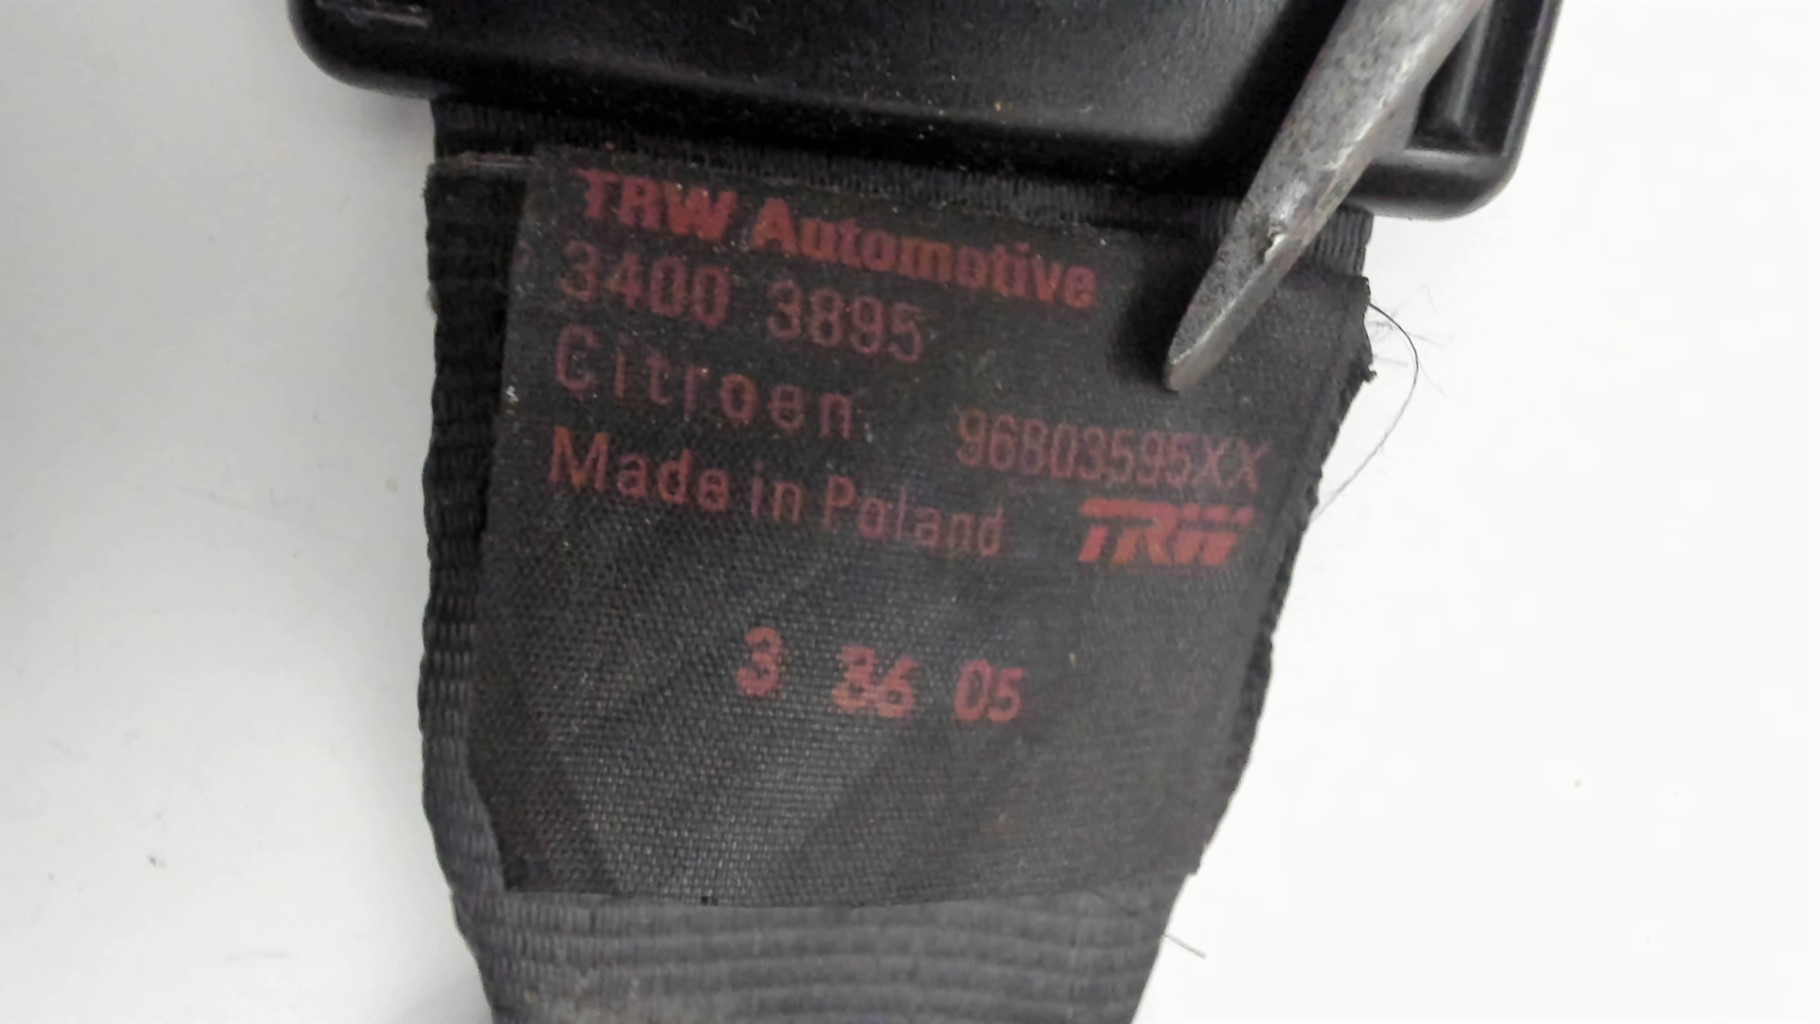 TRW Automotive
3400 3895
Citroen 96803595XX
Made in Poland TRW
3 36 05